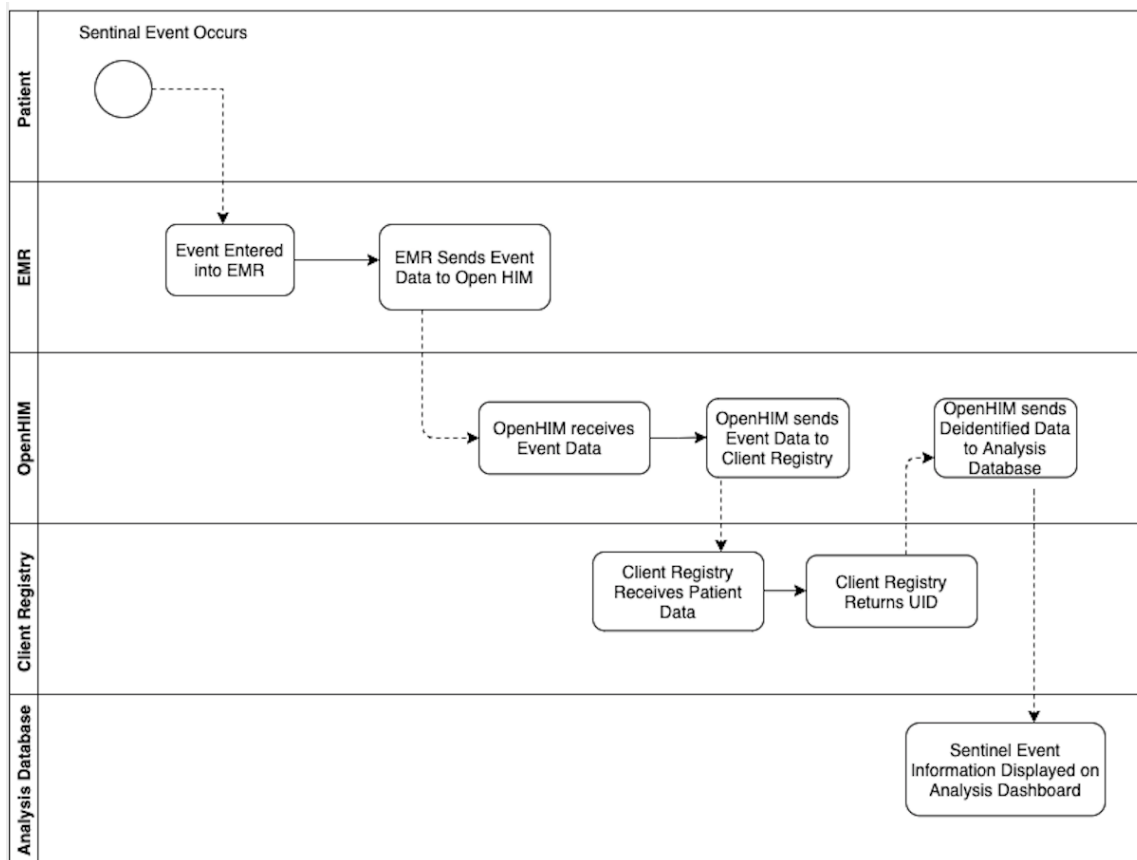 Sentinal Event Occurs
Patient
Event Entered
into EMR
EMR Sends Event
Data to Open HIM
EMR
OpenHIM receives
Event Data
OpenHIM sends
Event Data to
Client Registry
OpenHIM sends
Deidentified Data
to Analysis
Database
OpenHIM
Client Registry
Receives Patient
Data
Client Registry
Returns UID
Client Registry
Sentinel Event
Information Displayed on
Analysis Dashboard
Analysis Database